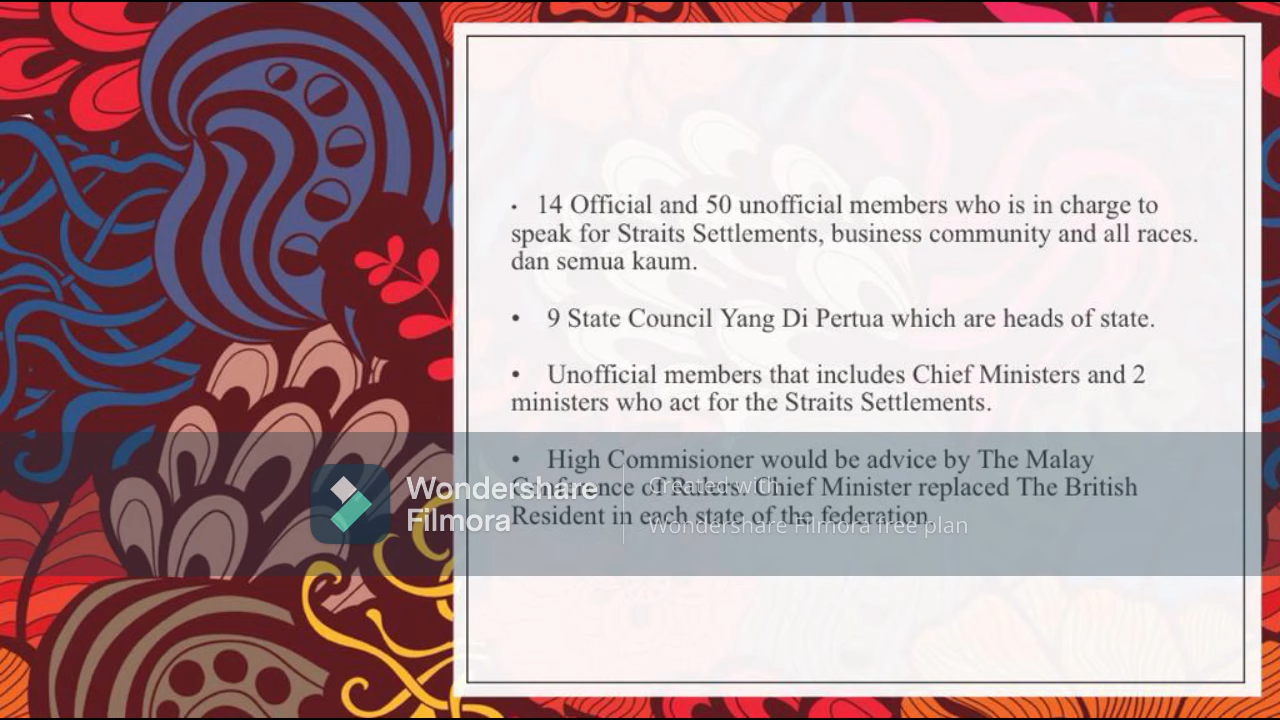 • 14 Official and 50 unofficial members who is in charge to
speak for Straits Settlements, business community and all races.
dan semua kaum.
• 9 State Council Yang Di Pertua which are heads of state.
• Unofficial members that includes Chief Ministers and 2
ministers who act for the Straits Settlements.
• High Commisioner would be advice by The Malay
Conference of Rulers. Chief Minister replaced The British
Resident in each state of the federation.
Wondershare
Filmora
Created with
Wondershare Filmora free plan